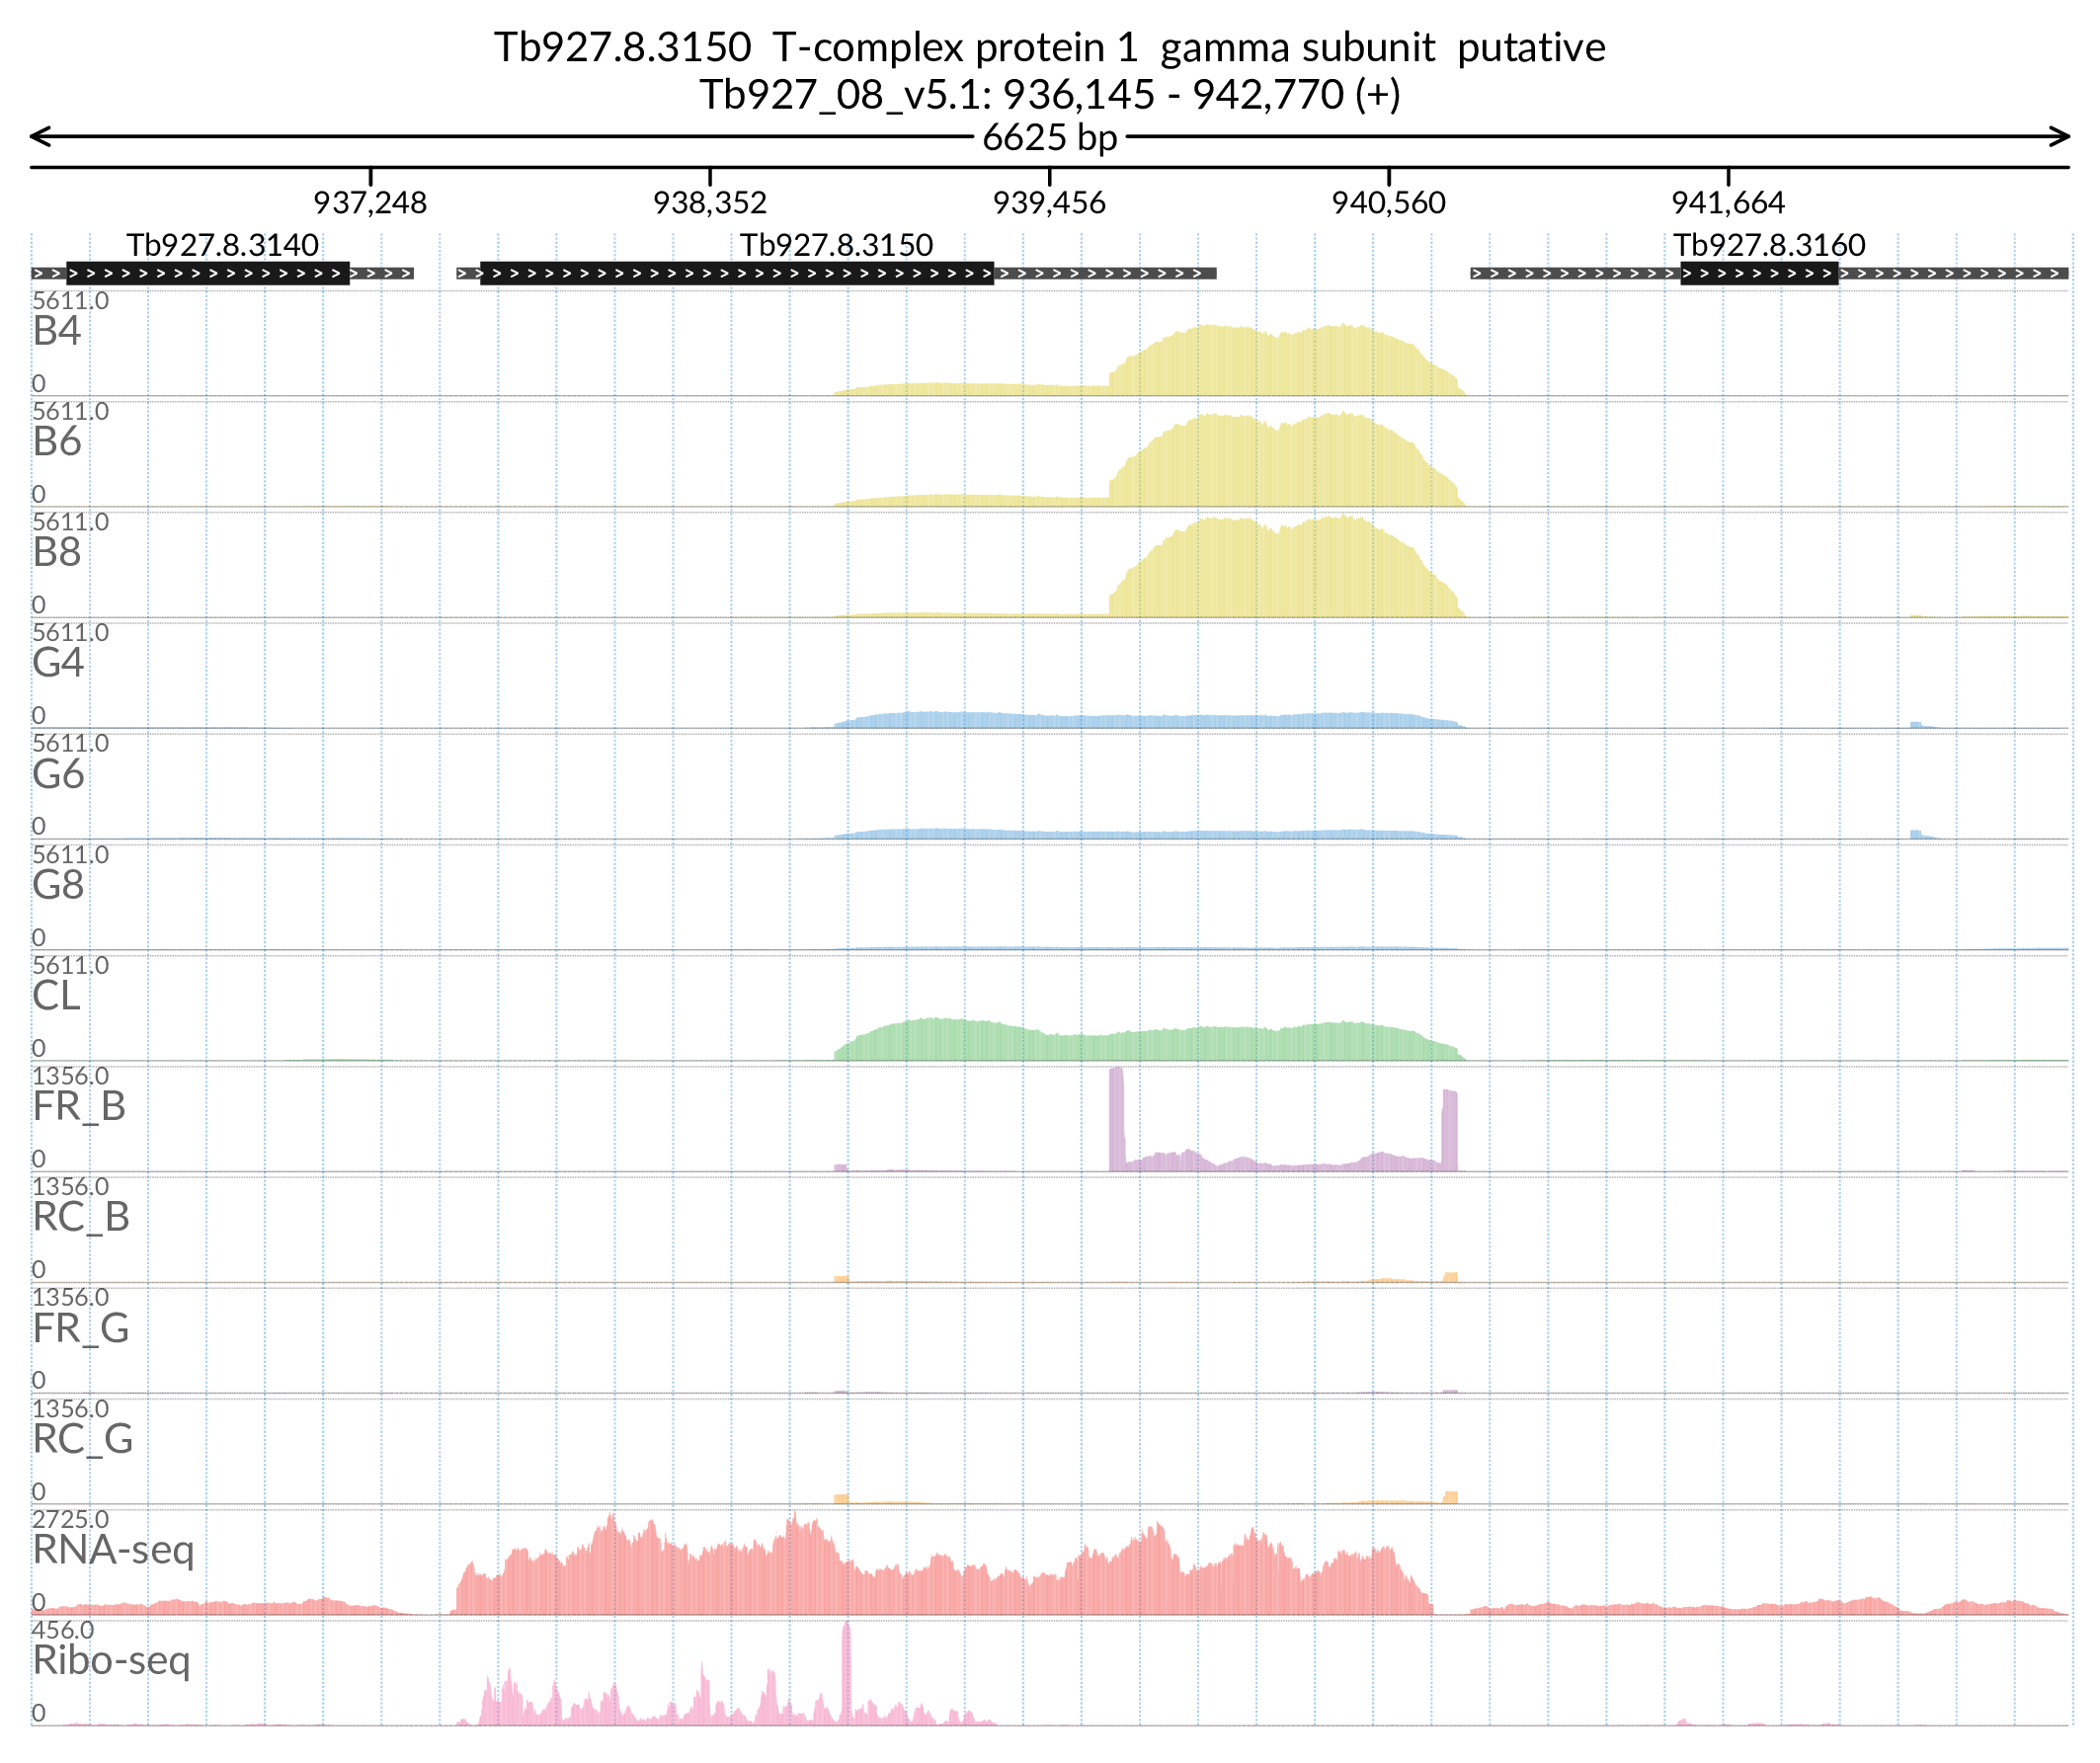 Tb927.8.3150  T-complex protein 1  gamma subunit  putative
Tb927_08_v5.1: 936,145 - 942,770 (+)
6625 bp
937,248 938,352 939,456 940,560 941,664
Tb927.8.3140 Tb927.8.3150 Tb927.8.3160
5611.0
B4
0
5611.0
B6
0
5611.0
B8
0
5611.0
G4
0
5611.0
G6
0
5611.0
G8
0
5611.0
CL
0
1356.0
FR_B
0
1356.0
RC_B
0
1356.0
FR_G
0
1356.0
RC_G
0
2725.0
RNA-seq
0
456.0
Ribo-seq
0